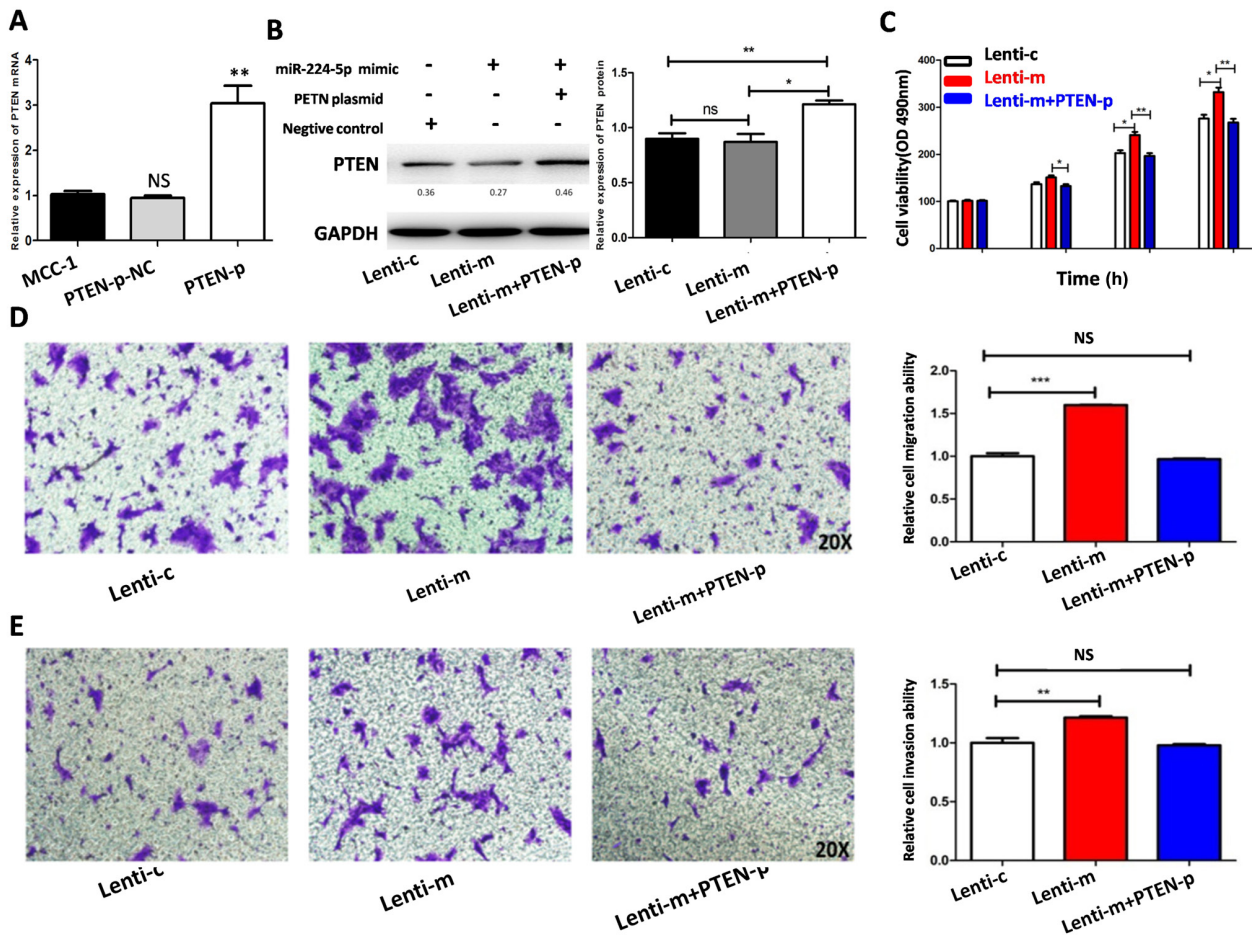 A
Relative expression of PTEN mRNA
4
3
2
1
0
NS
**
MCC-1
PTEN-p-NC
PTEN-p
B
miR-224-5p mimic - + +
PETN plasmid - - +
Negtive control + - -
PTEN
0.36 0.27 0.46
GAPDH
Lenti-c
Lenti-m
Lenti-m+PTEN-p
Relative expression of PTEN protein
1.5
1.0
0.5
0.0
**
*
ns
Lenti-c
Lenti-m
Lenti-m+PTEN-p
C
Lenti-c
Lenti-m
Lenti-m+PTEN-p
Cell viability(OD 490nm)
400
300
200
100
0
*
* **
* **
Time (h)
D
Lenti-c
Lenti-m
20X
Lenti-m+PTEN-p
Relative cell migration ability
2.0
1.5
1.0
0.5
0.0
NS
***
Lenti-c
Lenti-m
Lenti-m+PTEN-p
E
Lenti-c
Lenti-m
20X
Lenti-m+PTEN-p
Relative cell invasion ability
1.5
1.0
0.5
0.0
NS
**
Lenti-c
Lenti-m
Lenti-m+PTEN-p